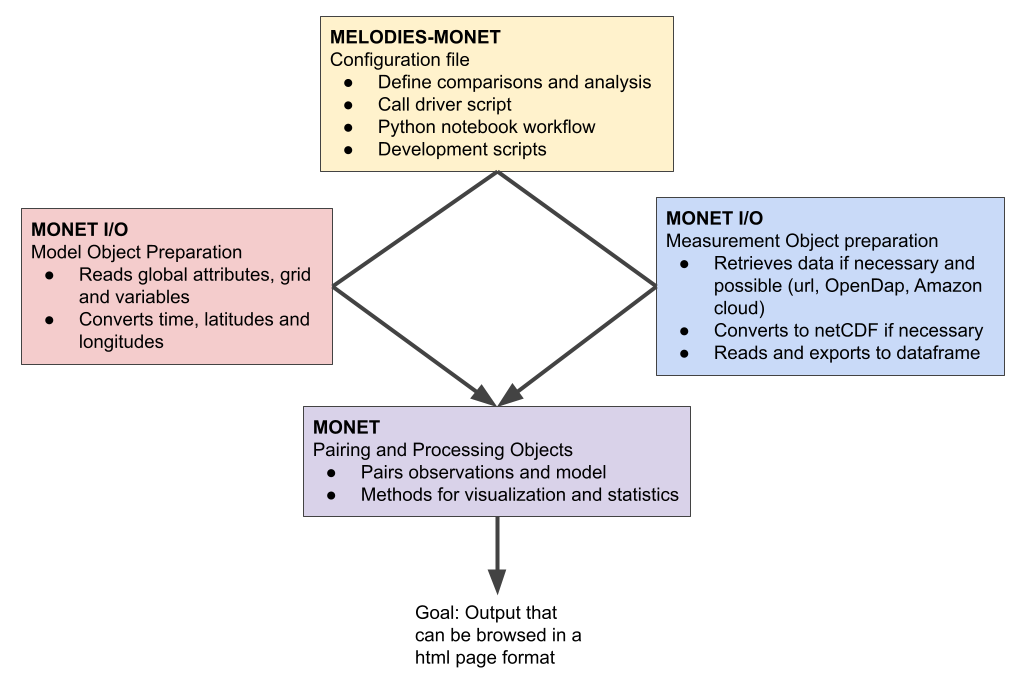 MELODIES-MONET
Configuration file
● Define comparisons and analysis
● Call driver script
● Python notebook workflow
● Development scripts
MONET I/O
Model Object Preparation
● Reads global attributes, grid
and variables
● Converts time, latitudes and
longitudes
MONET I/O
Measurement Object preparation
● Retrieves data if necessary and
possible (url, OpenDap, Amazon
cloud)
● Converts to netCDF if necessary
● Reads and exports to dataframe
MONET
Pairing and Processing Objects
● Pairs observations and model
● Methods for visualization and statistics
Goal: Output that
can be browsed in a
html page format